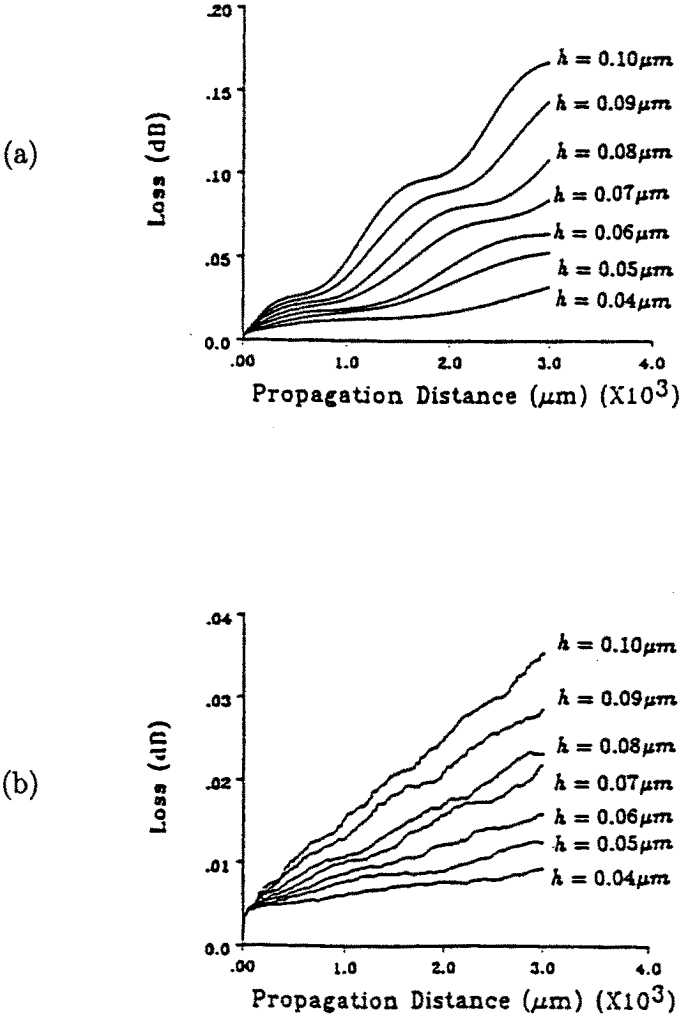 (a)
Loss (dB)
.20
.15
.10
.05
0.0
.00 1.0 2.0 3.0 4.0
h = 0.10μm
h = 0.09μm
h = 0.08μm
h = 0.07μm
h = 0.06μm
h = 0.05μm
h = 0.04μm
Propagation Distance (μm) (X10³)
(b)
Loss (dB)
.04
.03
.02
.01
0.0
.00 1.0 2.0 3.0 4.0
h = 0.10μm
h = 0.09μm
h = 0.08μm
h = 0.07μm
h = 0.06μm
h = 0.05μm
h = 0.04μm
Propagation Distance (μm) (X10³)